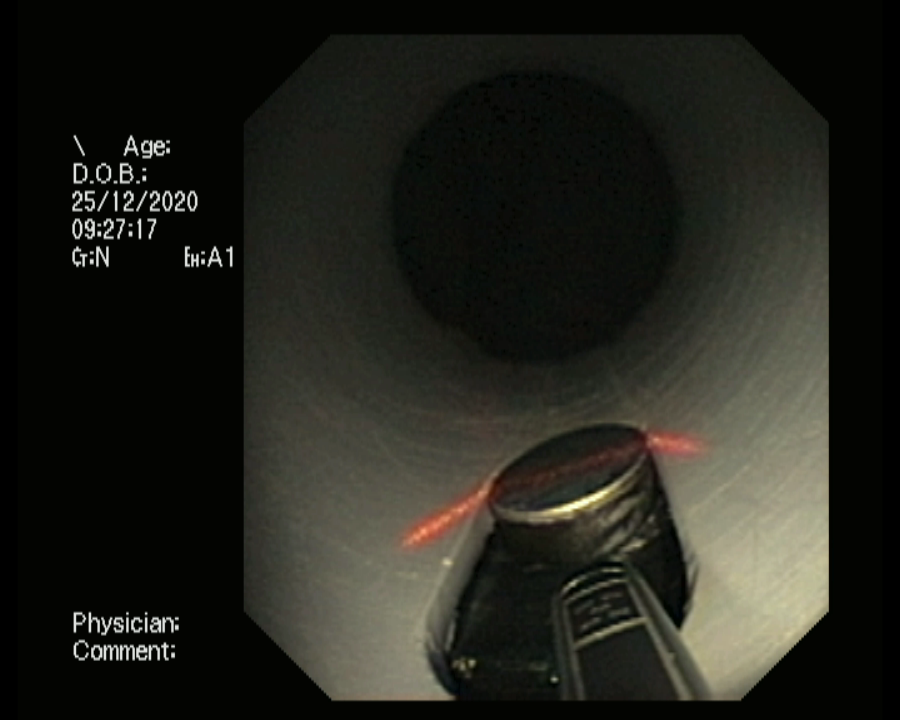 \ Age:
D.O.B.:
25/12/2020
09:27:17
Cr:N EH:A1
Physician:
Comment: